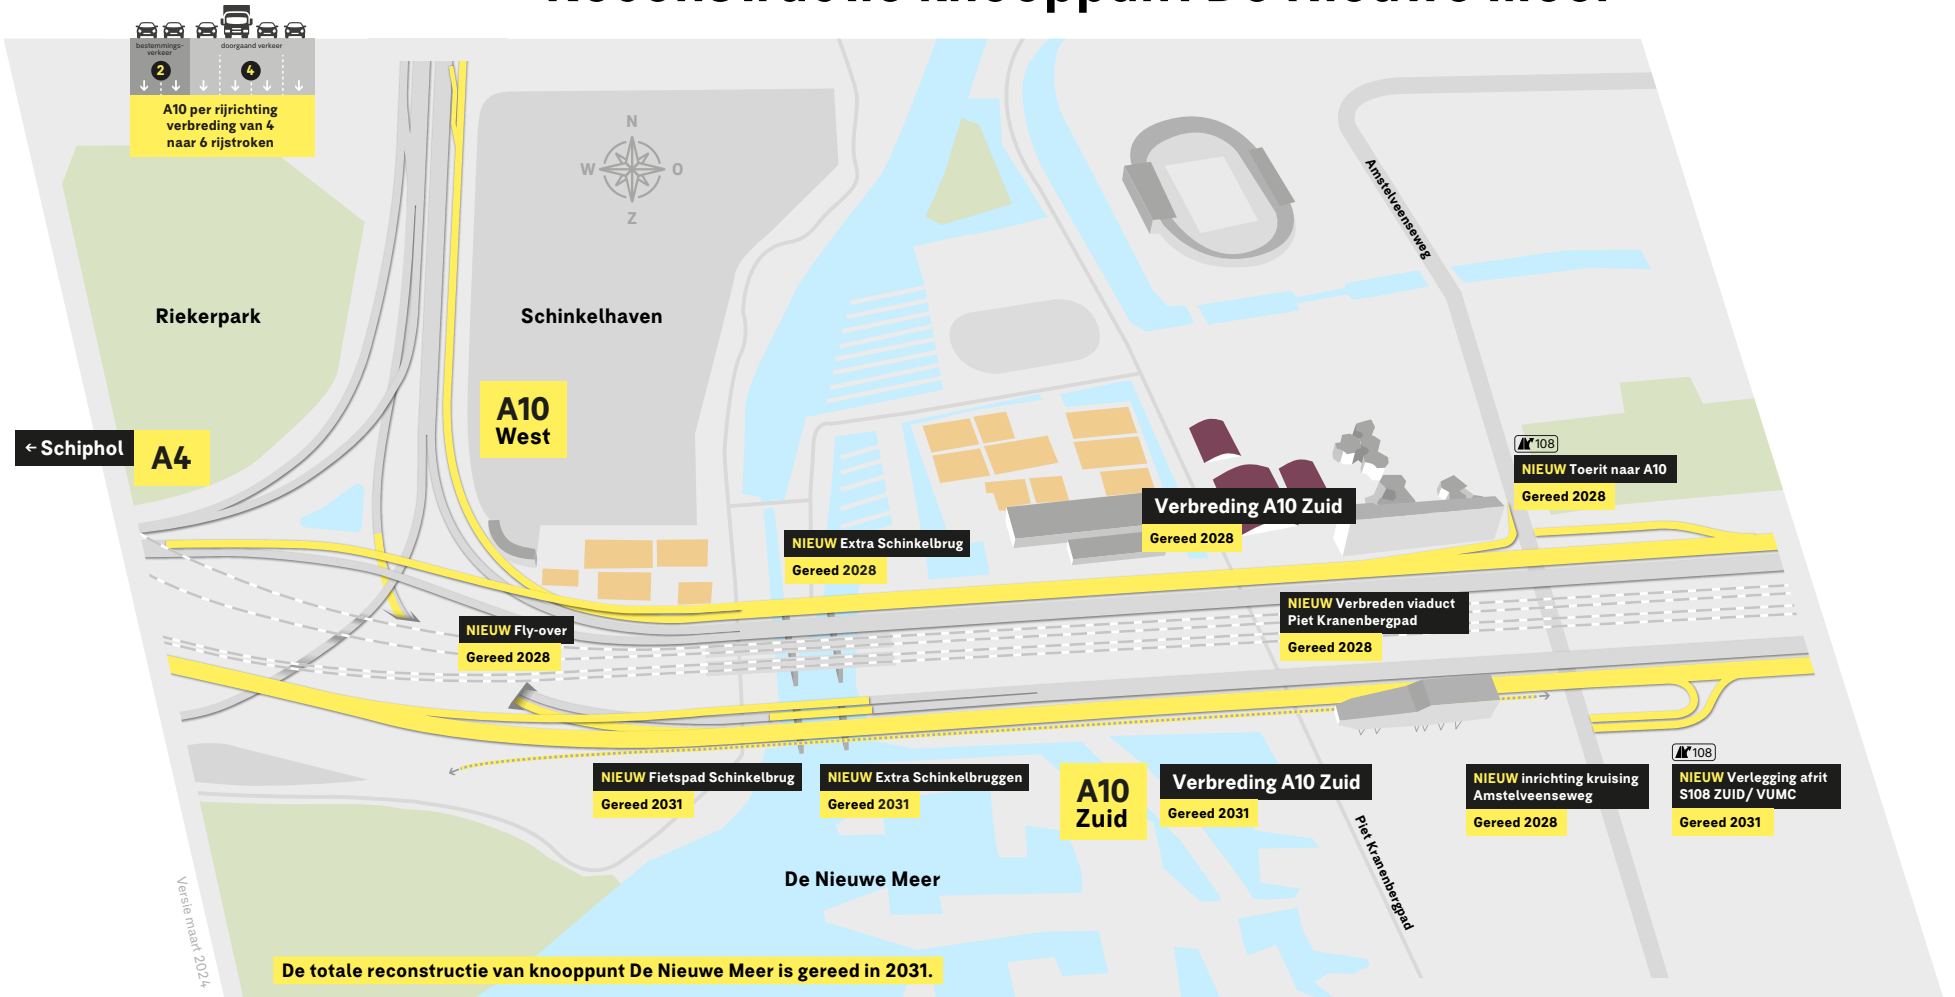 Reconstructie knooppunt De Nieuwe Meer
bestemmings-
verkeer
doorgaand verkeer
2
4
A10 per rijrichting
verbreding van 4
naar 6 rijstroken
N
W
O
Z
Amstelveenseweg
Riekerpark
Schinkelhaven
A10
West
← Schiphol
A4
108
NIEUW Toerit naar A10
Gereed 2028
Verbreding A10 Zuid
Gereed 2028
NIEUW Extra Schinkelbrug
Gereed 2028
NIEUW Verbreden viaduct
Piet Kranenbergpad
Gereed 2028
NIEUW Fly-over
Gereed 2028
NIEUW Fietspad Schinkelbrug
Gereed 2031
NIEUW Extra Schinkelbruggen
Gereed 2031
A10
Zuid
Verbreding A10 Zuid
Gereed 2031
NIEUW inrichting kruising
Amstelveenseweg
Gereed 2028
108
NIEUW Verlegging afrit
S108 ZUID/ VUMC
Gereed 2031
Piet Kranenbergpad
De Nieuwe Meer
Versie maart 2024
De totale reconstructie van knooppunt De Nieuwe Meer is gereed in 2031.